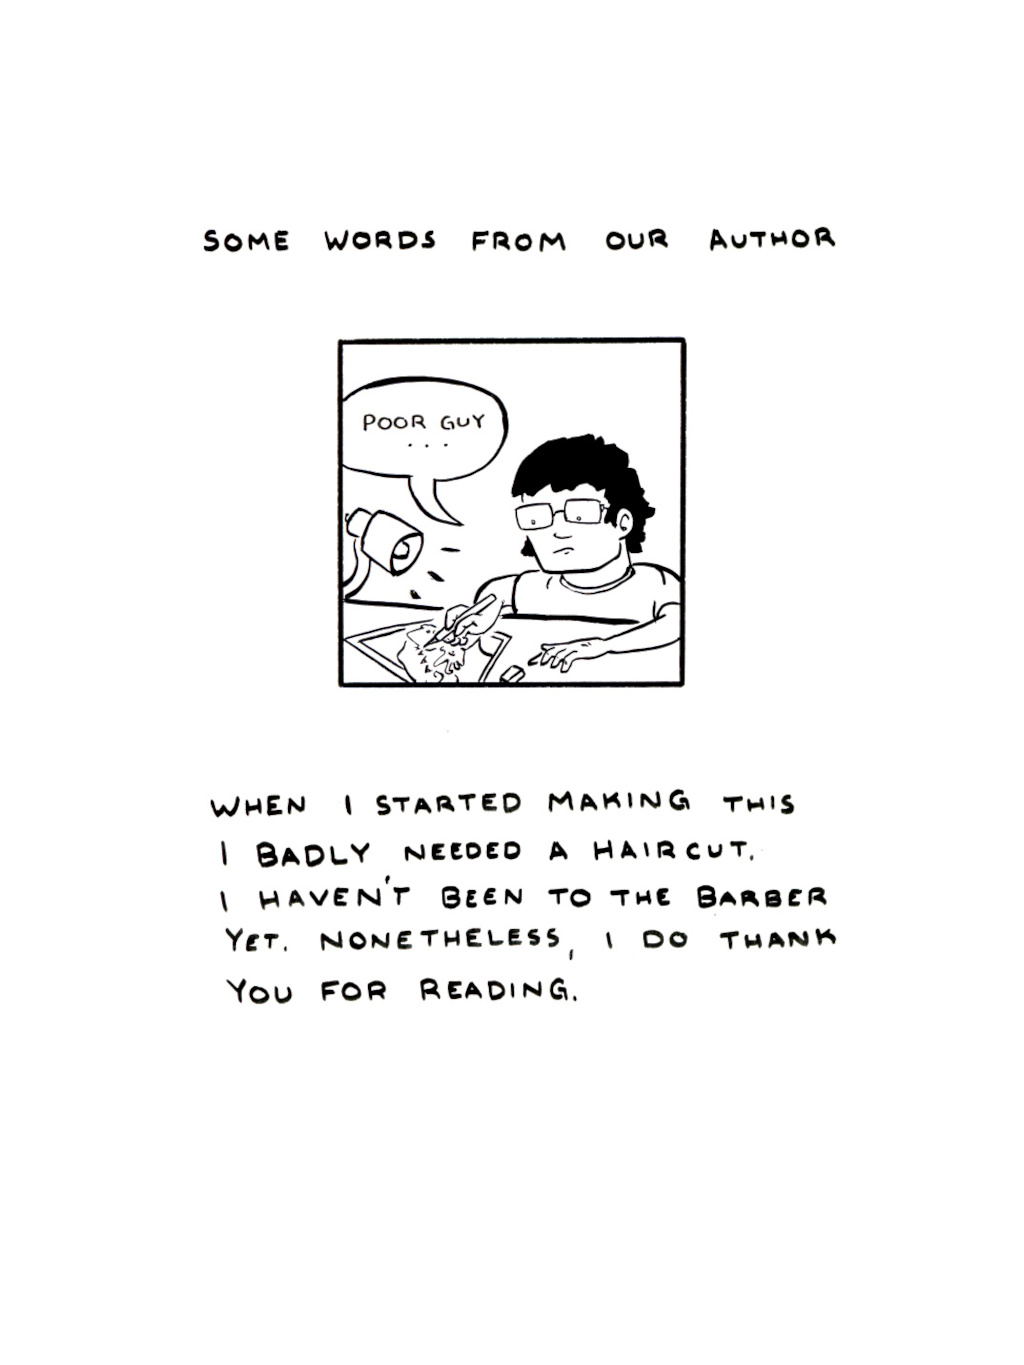 SOME WORDS FROM OUR AUTHOR
POOR GUY
...
WHEN I STARTED MAKING THIS
I BADLY NEEDED A HAIRCUT.
I HAVEN'T BEEN TO THE BARBER
YET. NONETHELESS, I DO THANK
YOU FOR READING.